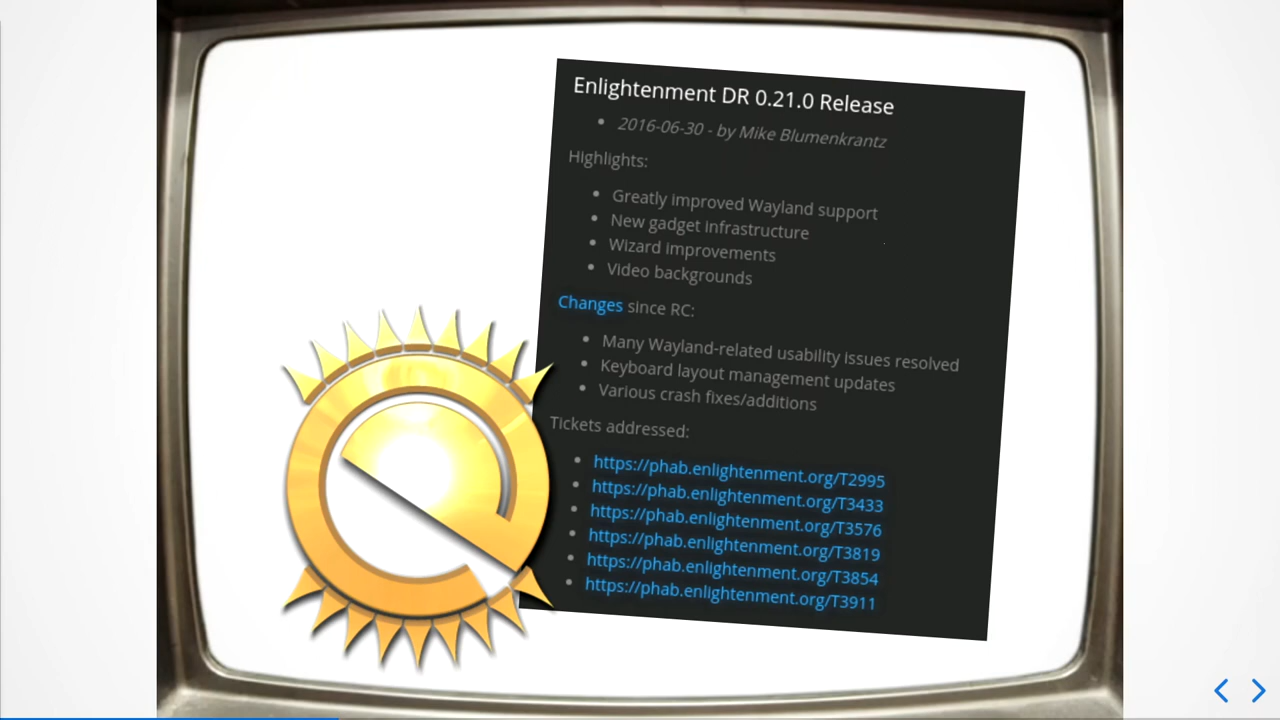 Enlightenment DR 0.21.0 Release
2016-06-30 - by Mike Blumenkrantz
Highlights:
Greatly improved Wayland support
New gadget infrastructure
Wizard improvements
Video backgrounds
Changes since RC:
Many Wayland-related usability issues resolved
Keyboard layout management updates
Various crash fixes/additions
Tickets addressed:
https://phab.enlightenment.org/T2995
https://phab.enlightenment.org/T3433
https://phab.enlightenment.org/T3576
https://phab.enlightenment.org/T3819
https://phab.enlightenment.org/T3854
https://phab.enlightenment.org/T3911